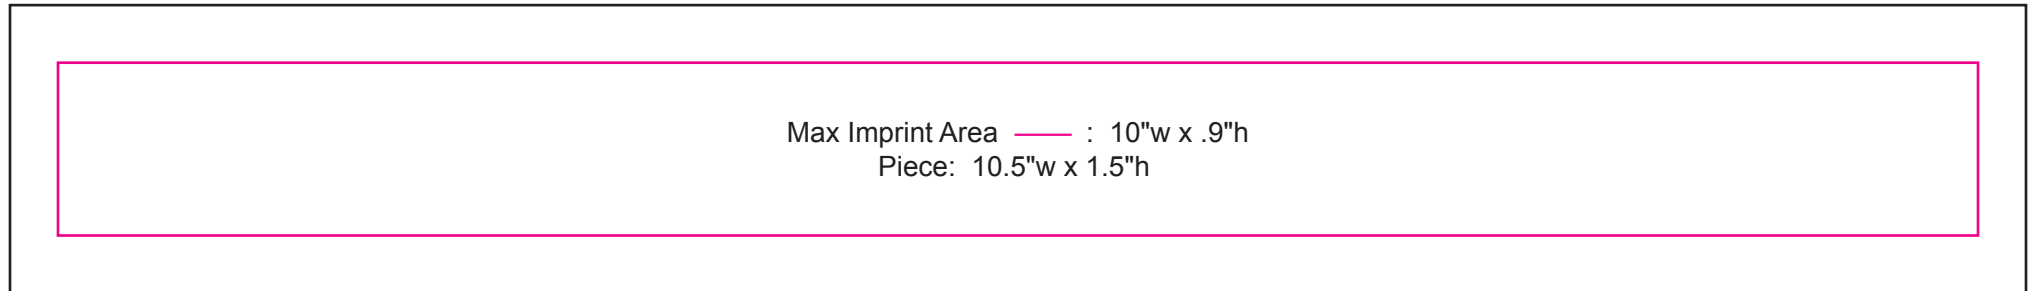 Max Imprint Area —— : 10"w x .9"h
Piece: 10.5"w x 1.5"h